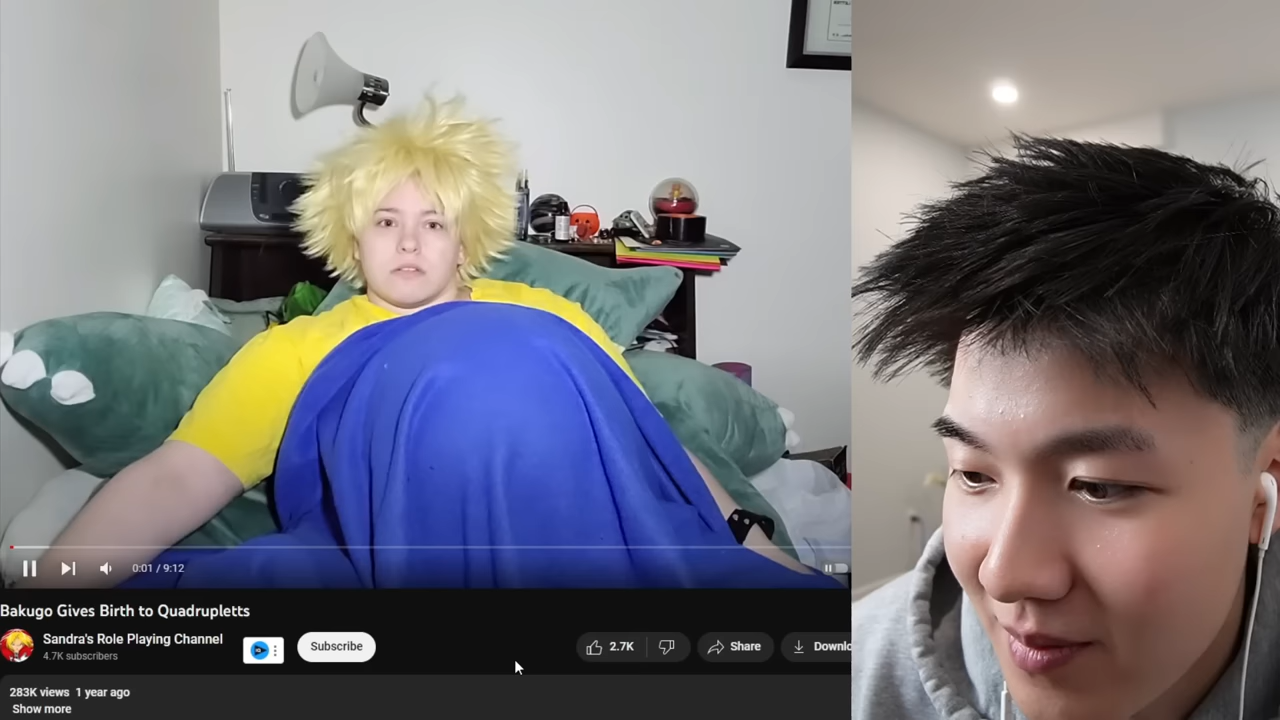 0:01 / 9:12
Bakugo Gives Birth to Quadrupletts
Sandra's Role Playing Channel
4.7K subscribers
Subscribe
2.7K
Share
Downlo
283K views 1 year ago
Show more